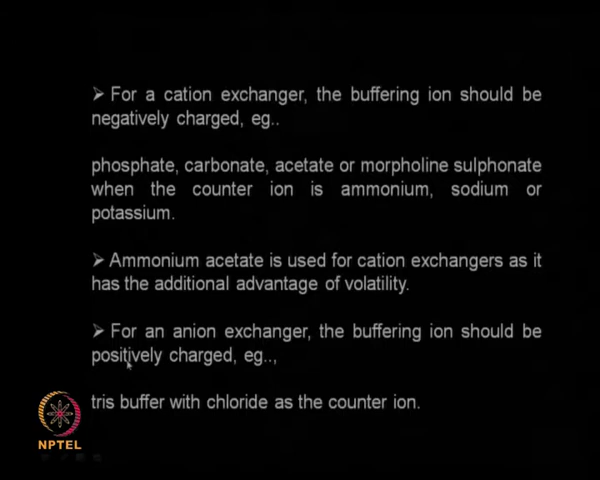 ➢ For a cation exchanger, the buffering ion should be
negatively charged, eg..
phosphate, carbonate, acetate or morpholine sulphonate
when the counter ion is ammonium, sodium or
potassium.
➢ Ammonium acetate is used for cation exchangers as it
has the additional advantage of volatility.
➢ For an anion exchanger, the buffering ion should be
positively charged, eg..,
tris buffer with chloride as the counter ion.
NPTEL